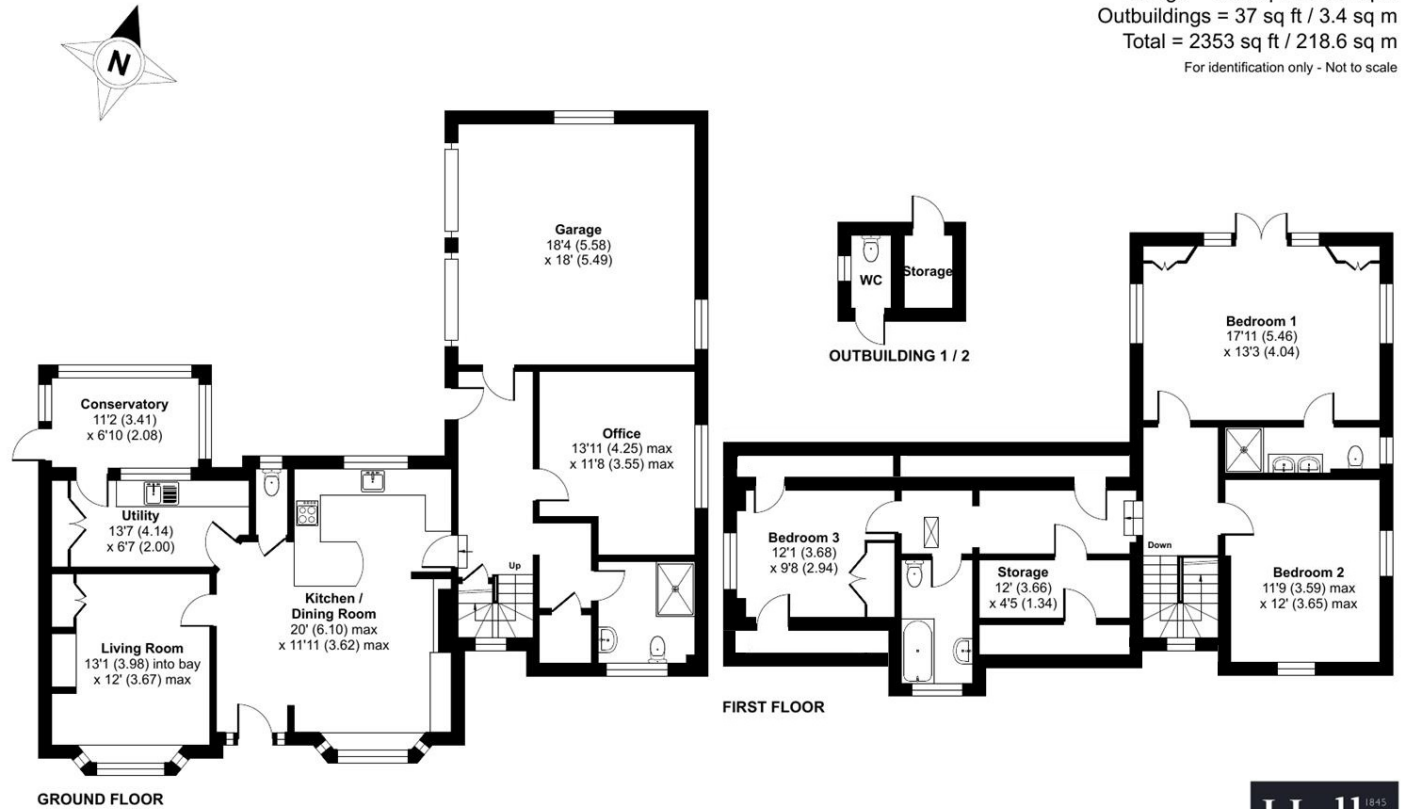 Outbuildings = 37 sq ft / 3.4 sq m
Total = 2353 sq ft / 218.6 sq m
For identification only - Not to scale
N
Garage
18'4 (5.58)
x 18' (5.49)
WC
Storage
OUTBUILDING 1 / 2
Bedroom 1
17'11 (5.46)
x 13'3 (4.04)
Conservatory
11'2 (3.41)
x 6'10 (2.08)
Office
13'11 (4.25) max
x 11'8 (3.55) max
Utility
13'7 (4.14)
x 6'7 (2.00)
Up
Kitchen /
Dining Room
20' (6.10) max
x 11'11 (3.62) max
Living Room
13'1 (3.98) into bay
x 12' (3.67) max
GROUND FLOOR
Bedroom 3
12'1 (3.68)
x 9'8 (2.94)
Storage
12' (3.66)
x 4'5 (1.34)
Down
Bedroom 2
11'9 (3.59) max
x 12' (3.65) max
FIRST FLOOR
1845